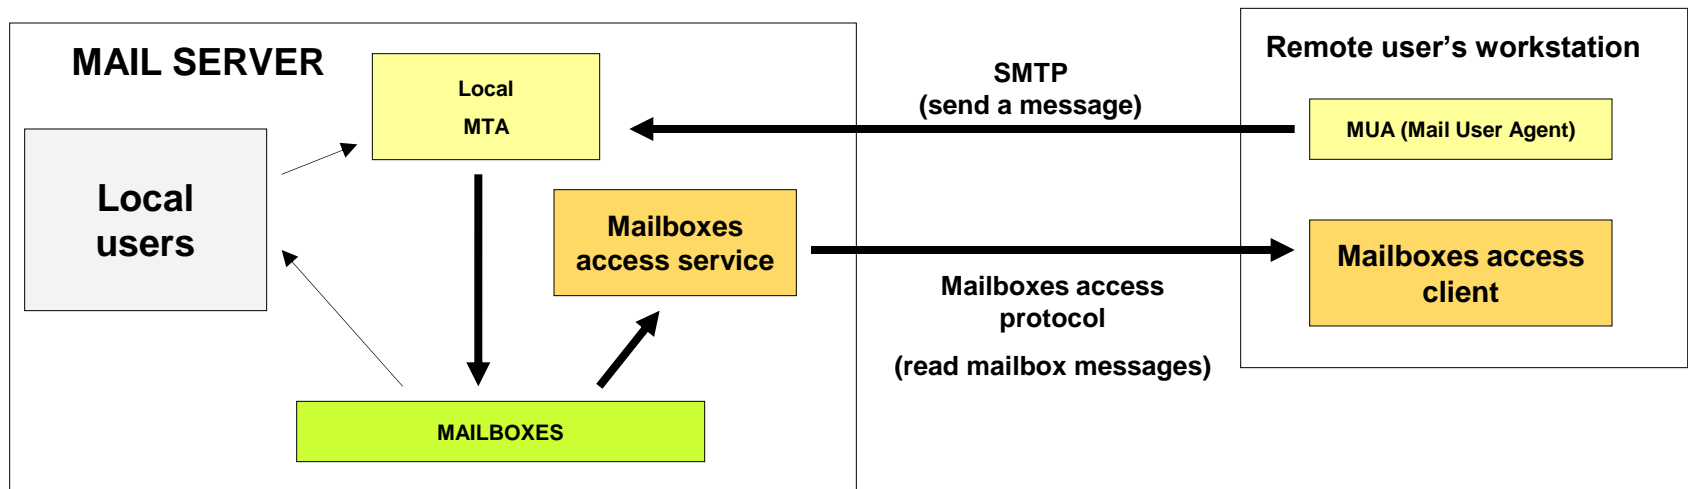 MAIL SERVER
Local
MTA
Local
users
Mailboxes
access service
MAILBOXES
SMTP
(send a message)
Mailboxes access
protocol
(read mailbox messages)
Remote user's workstation
MUA (Mail User Agent)
Mailboxes access
client